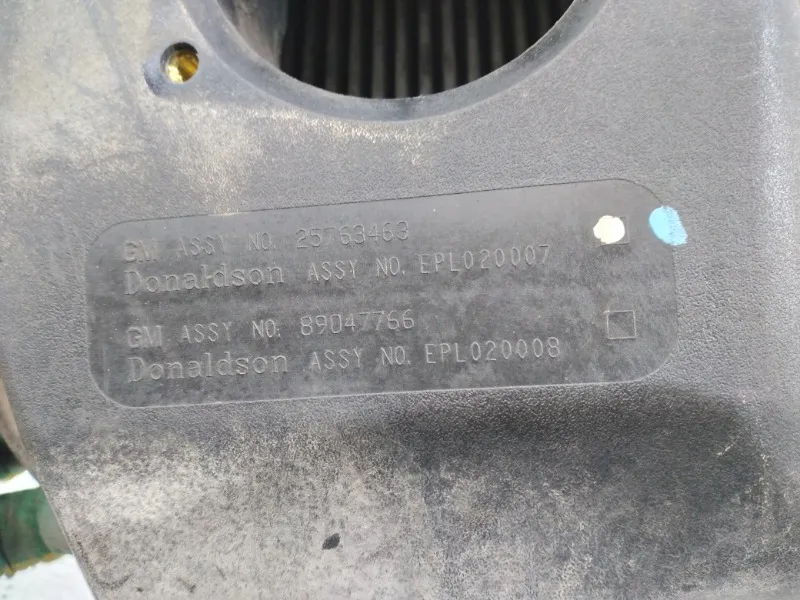 GM ASSY NO. 25763463
Donaldson ASSY NO. EPL020007
GM ASSY NO. 89047766
Donaldson ASSY NO. EPL020008